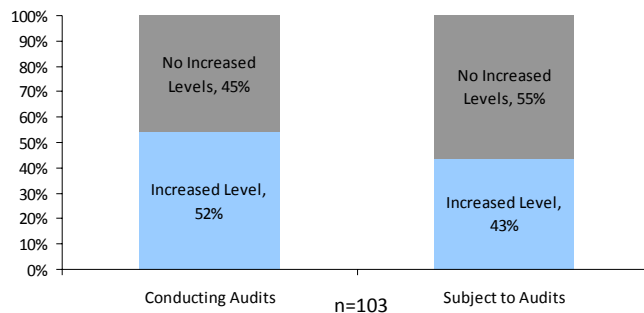 100%
90%
80%
70%
60%
50%
40%
30%
20%
10%
0%
No Increased
Levels, 45%
Increased Level,
52%
No Increased
Levels, 55%
Increased Level,
43%
Conducting Audits
n=103
Subject to Audits